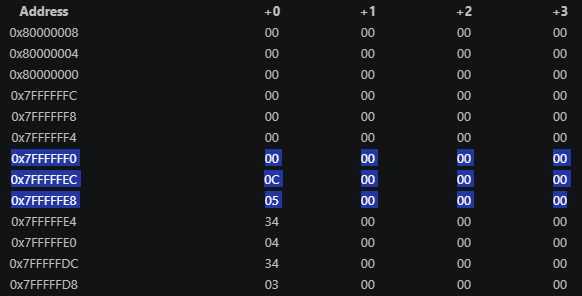 Address +0 +1 +2 +3
0x80000008 00 00 00 00
0x80000004 00 00 00 00
0x80000000 00 00 00 00
0x7FFFFFFC 00 00 00 00
0x7FFFFFF8 00 00 00 00
0x7FFFFFF4 00 00 00 00
0x7FFFFFF0 00 00 00 00
0x7FFFFFEC 0C 00 00 00
0x7FFFFFE8 05 00 00 00
0x7FFFFFE4 34 00 00 00
0x7FFFFFE0 04 00 00 00
0x7FFFFFDC 34 00 00 00
0x7FFFFFD8 03 00 00 00